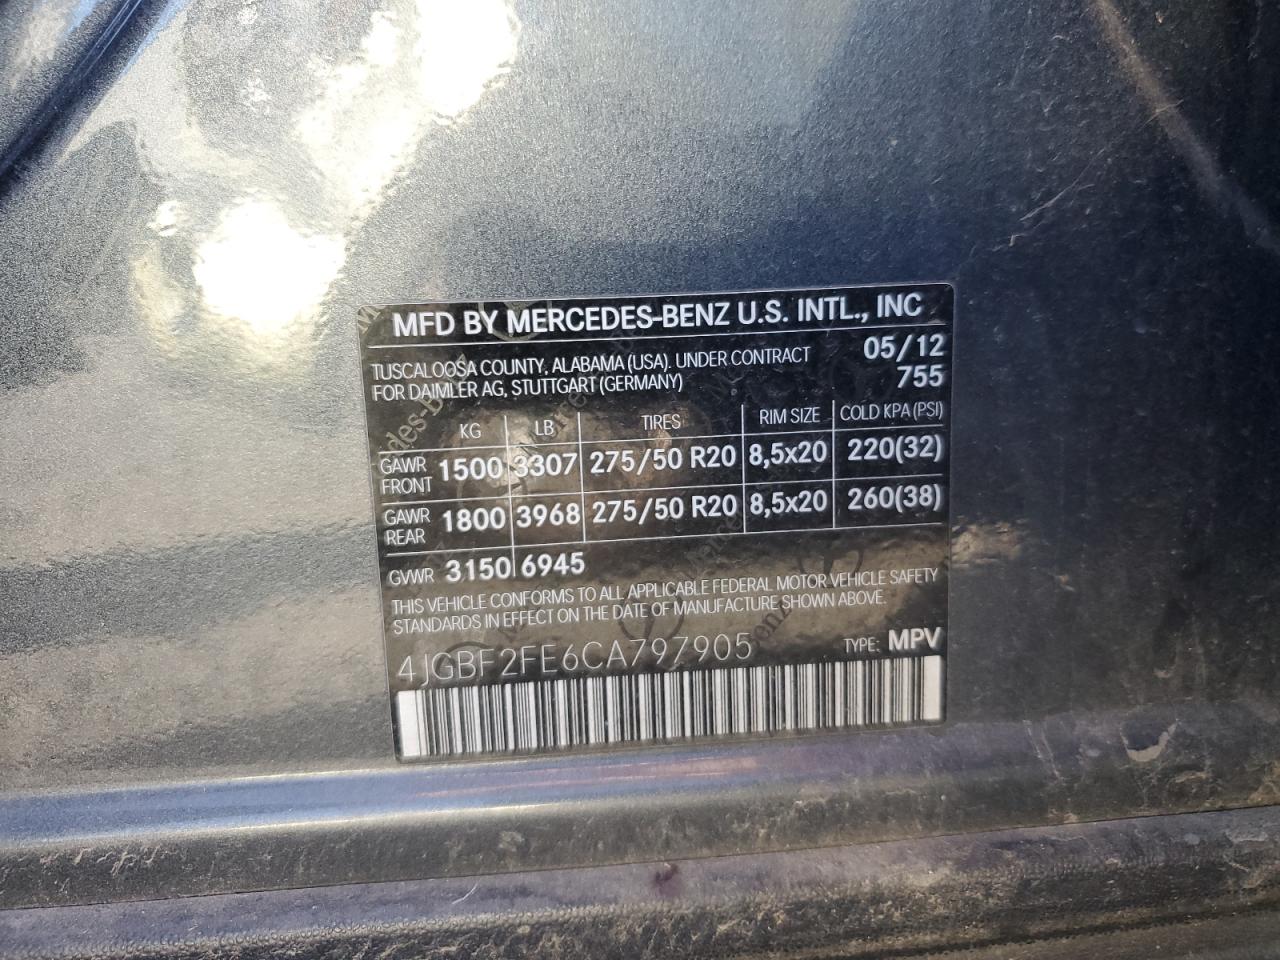 MFD BY MERCEDES-BENZ U.S. INTL., INC
TUSCALOOSA COUNTY, ALABAMA (USA). UNDER CONTRACT 05/12
FOR DAIMLER AG, STUTTGART (GERMANY) 755
KG LB TIRES RIM SIZE COLD KPA (PSI)
GAWR FRONT 1500 3307 275/50 R20 8,5x20 220(32)
GAWR REAR 1800 3968 275/50 R20 8,5x20 260(38)
GVWR 3150 6945
THIS VEHICLE CONFORMS TO ALL APPLICABLE FEDERAL MOTOR VEHICLE SAFETY
STANDARDS IN EFFECT ON THE DATE OF MANUFACTURE SHOWN ABOVE.
4JGBF2FE6CA797905 TYPE: MPV